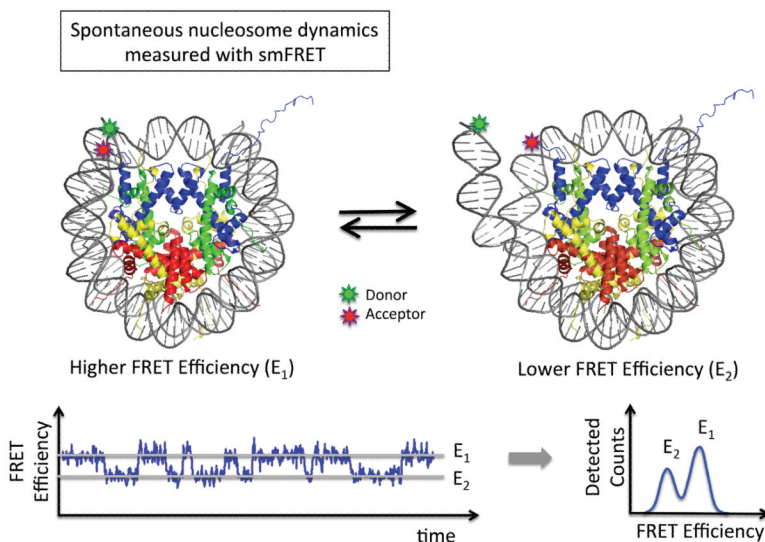 Spontaneous nucleosome dynamics
measured with smFRET
Donor
Acceptor
Higher FRET Efficiency (E₁)
Lower FRET Efficiency (E₂)
FRET
Efficiency
E₁
E₂
time
Detected
Counts
E₂
E₁
FRET Efficiency